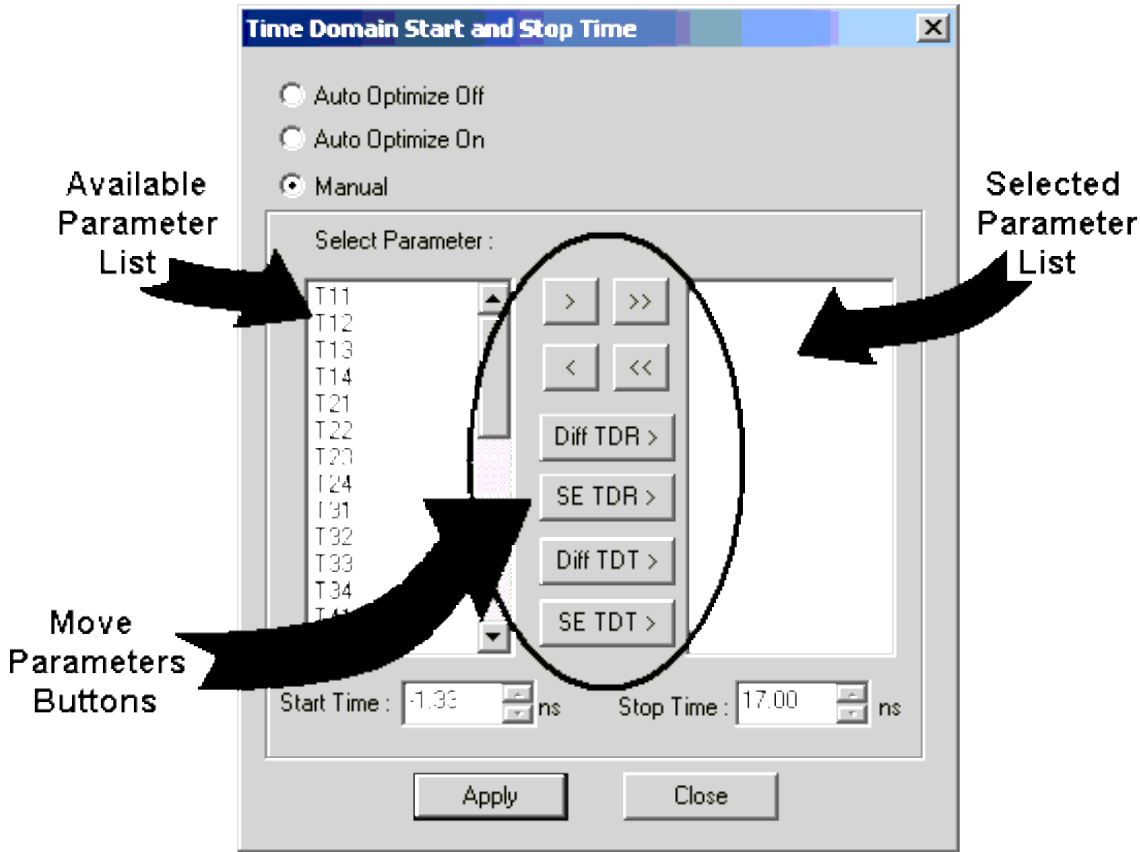 Time Domain Start and Stop Time
Auto Optimize Off
Auto Optimize On
Manual
Available
Parameter
List
Selected
Parameter
List
Select Parameter :
T11
T12
T13
T14
T21
T22
T23
T24
T31
T32
T33
T34
> >>
< <<
Diff TDR >
SE TDR >
Diff TDT >
SE TDT >
Move
Parameters
Buttons
Start Time : -1.33 ns Stop Time : 17.00 ns
Apply Close